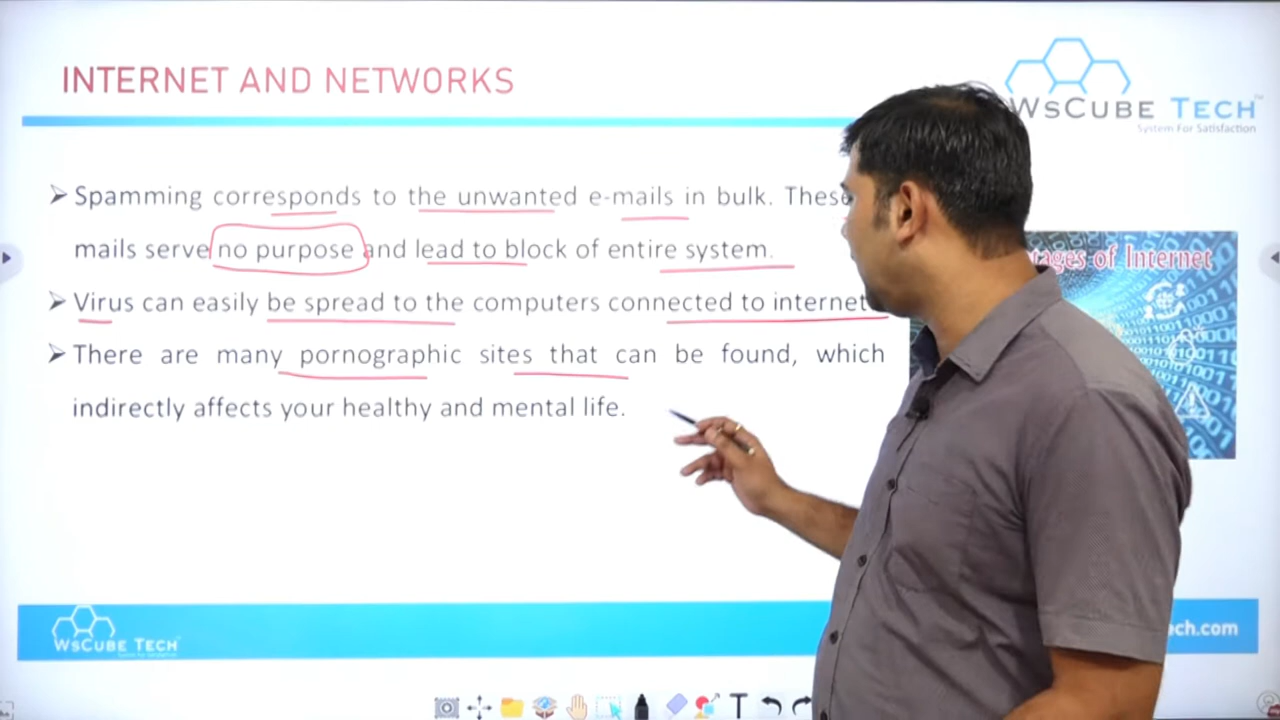 INTERNET AND NETWORKS
WSCUBE TECH
System For Satisfaction
➢ Spamming corresponds to the unwanted e-mails in bulk. These
mails serve no purpose and lead to block of entire system.
➢ Virus can easily be spread to the computers connected to internet.
➢ There are many pornographic sites that can be found, which
indirectly affects your healthy and mental life.
of Internet
WSCUBE TECH
T